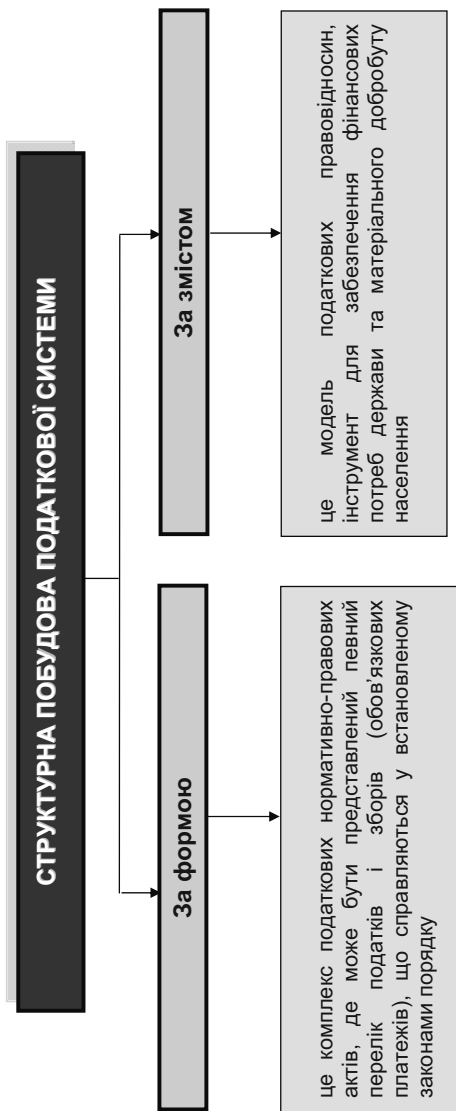 СТРУКТУРНА ПОБУДОВА ПОДАТКОВОЇ СИСТЕМИ
За формою
це комплекс податкових нормативно-правових
актів, де може бути представлений певний
перелік податків і зборів (обов’язкових
платежів), що справляються у встановленому
законами порядку
За змістом
це модель податкових правовідносин,
інструмент для забезпечення фінансових
потреб держави та матеріального добробуту
населення